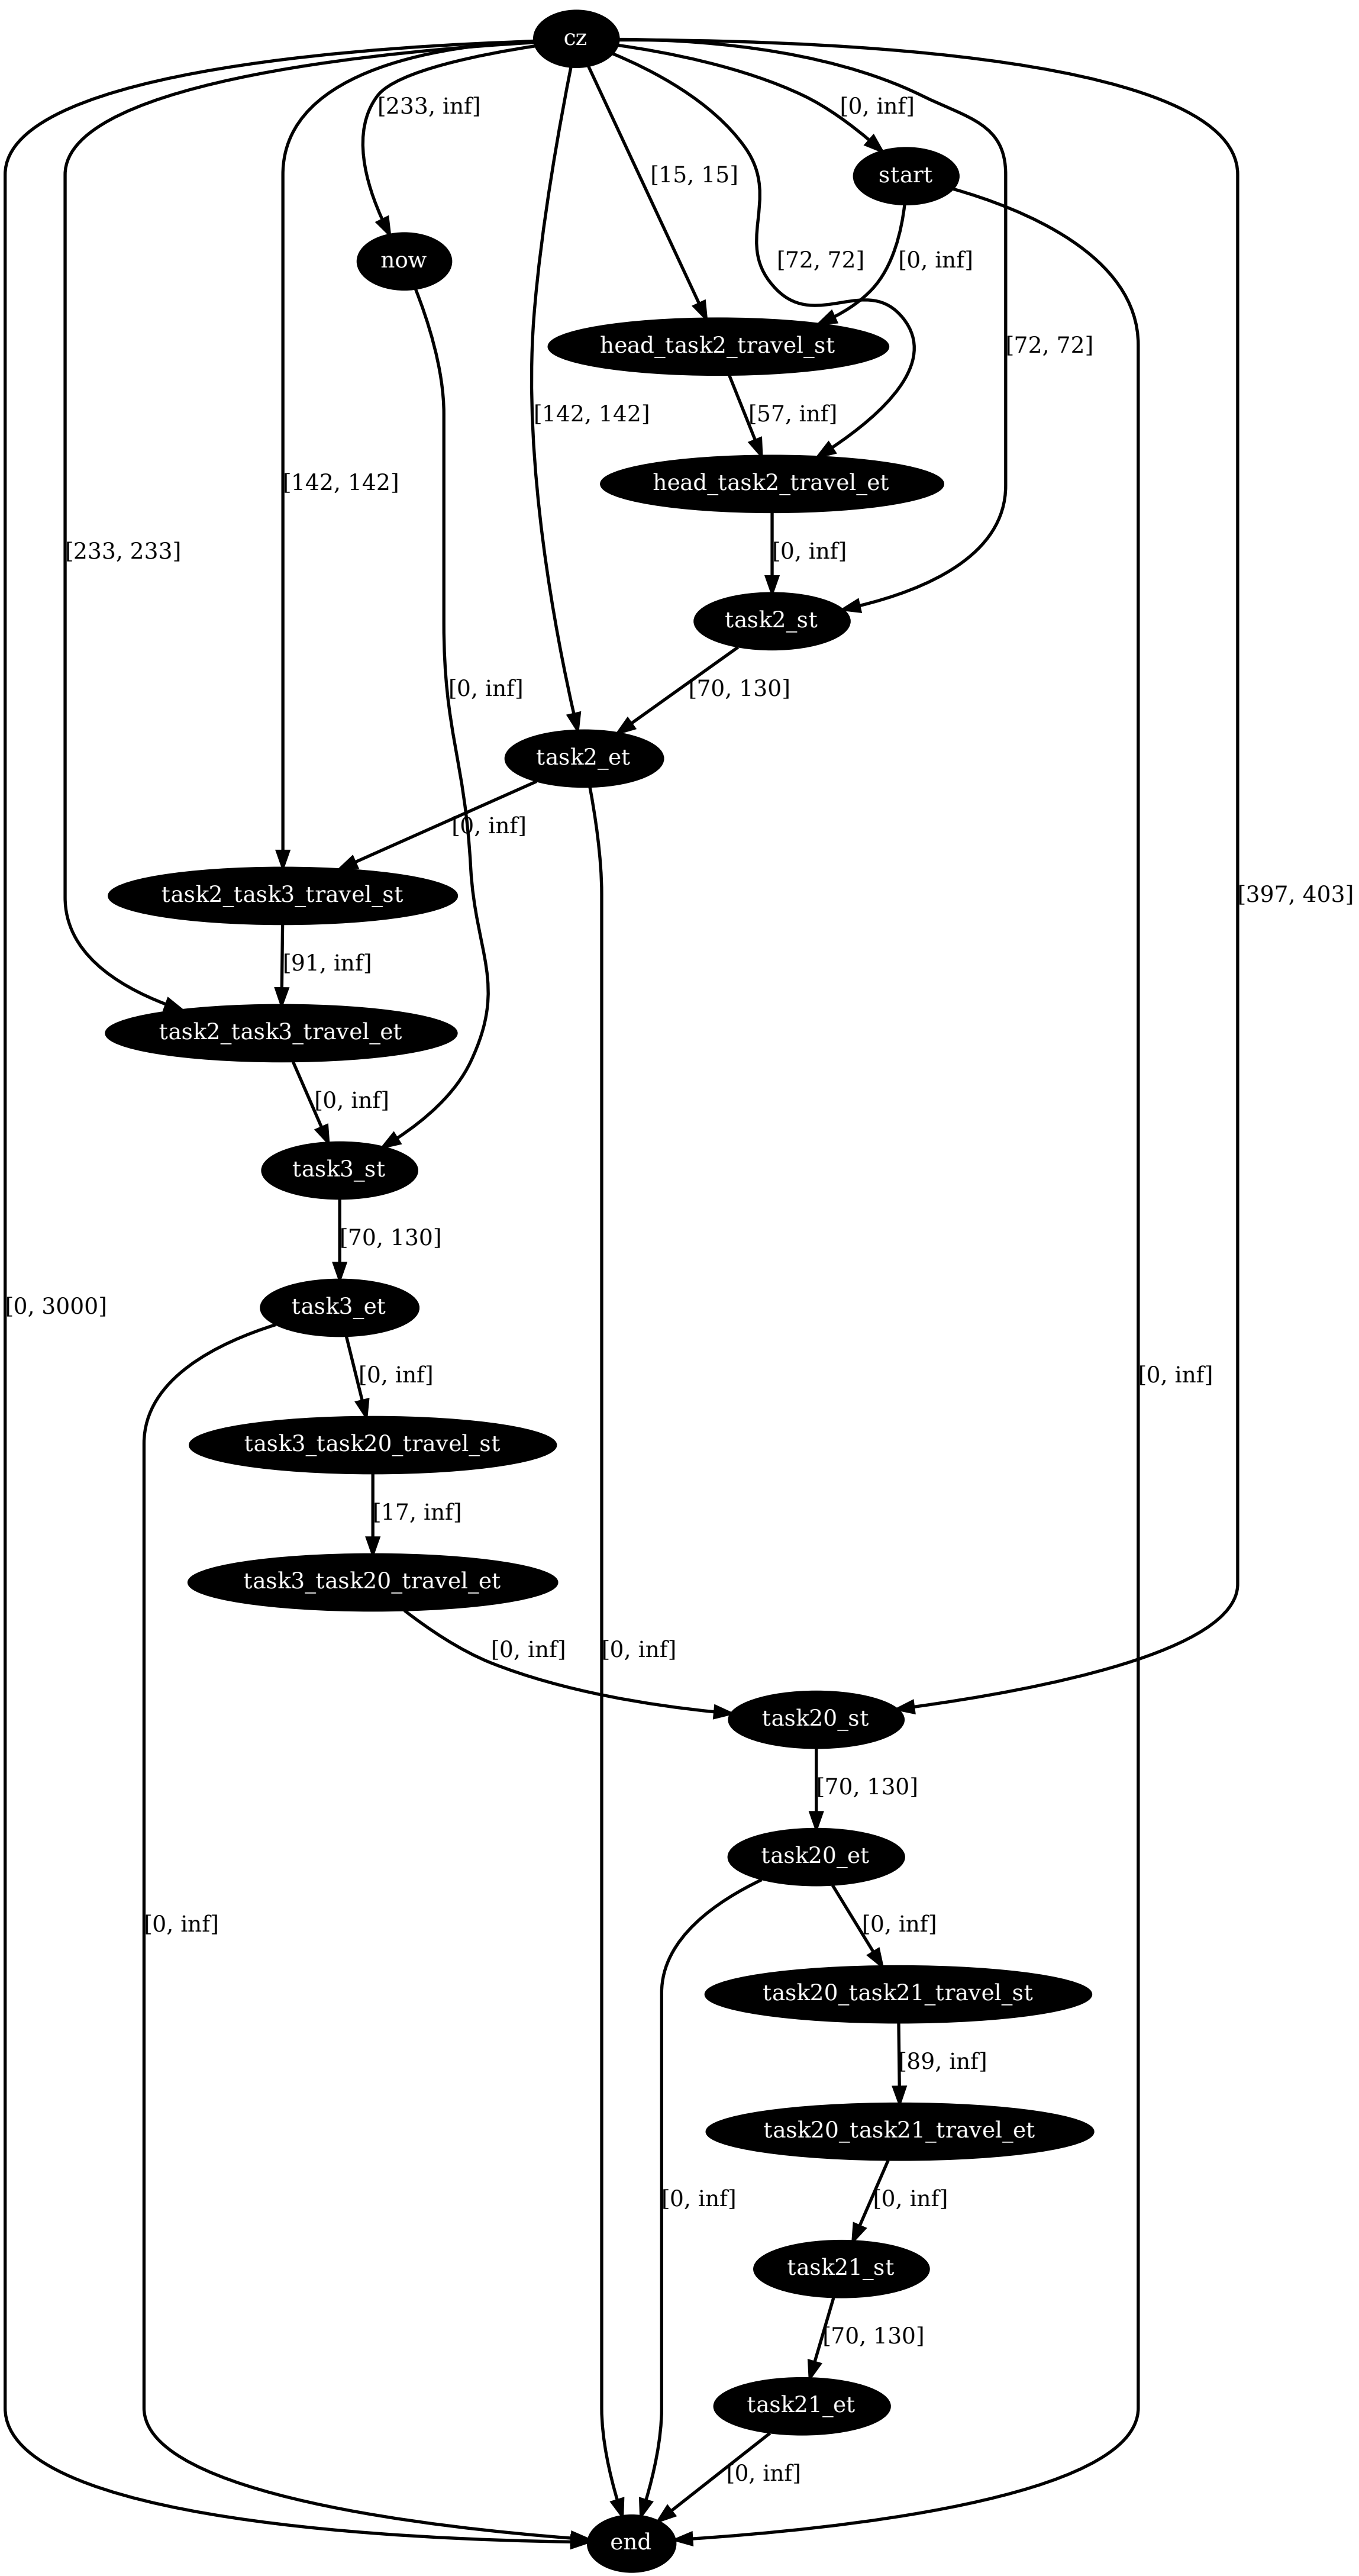 cz
[233, inf]
[0, inf]
[15, 15]
start
now
[72, 72]
[0, inf]
head_task2_travel_st
[72, 72]
[142, 142]
[57, inf]
[142, 142]
head_task2_travel_et
[233, 233]
[0, inf]
task2_st
[0, inf]
[70, 130]
task2_et
[0, inf]
task2_task3_travel_st
[397, 403]
[91, inf]
task2_task3_travel_et
[0, inf]
task3_st
[70, 130]
task3_et
[0, 3000]
[0, inf]
[0, inf]
task3_task20_travel_st
[17, inf]
task3_task20_travel_et
[0, inf]
[0, inf]
task20_st
[70, 130]
task20_et
[0, inf]
[0, inf]
task20_task21_travel_st
[89, inf]
task20_task21_travel_et
[0, inf]
[0, inf]
task21_st
[70, 130]
task21_et
[0, inf]
end